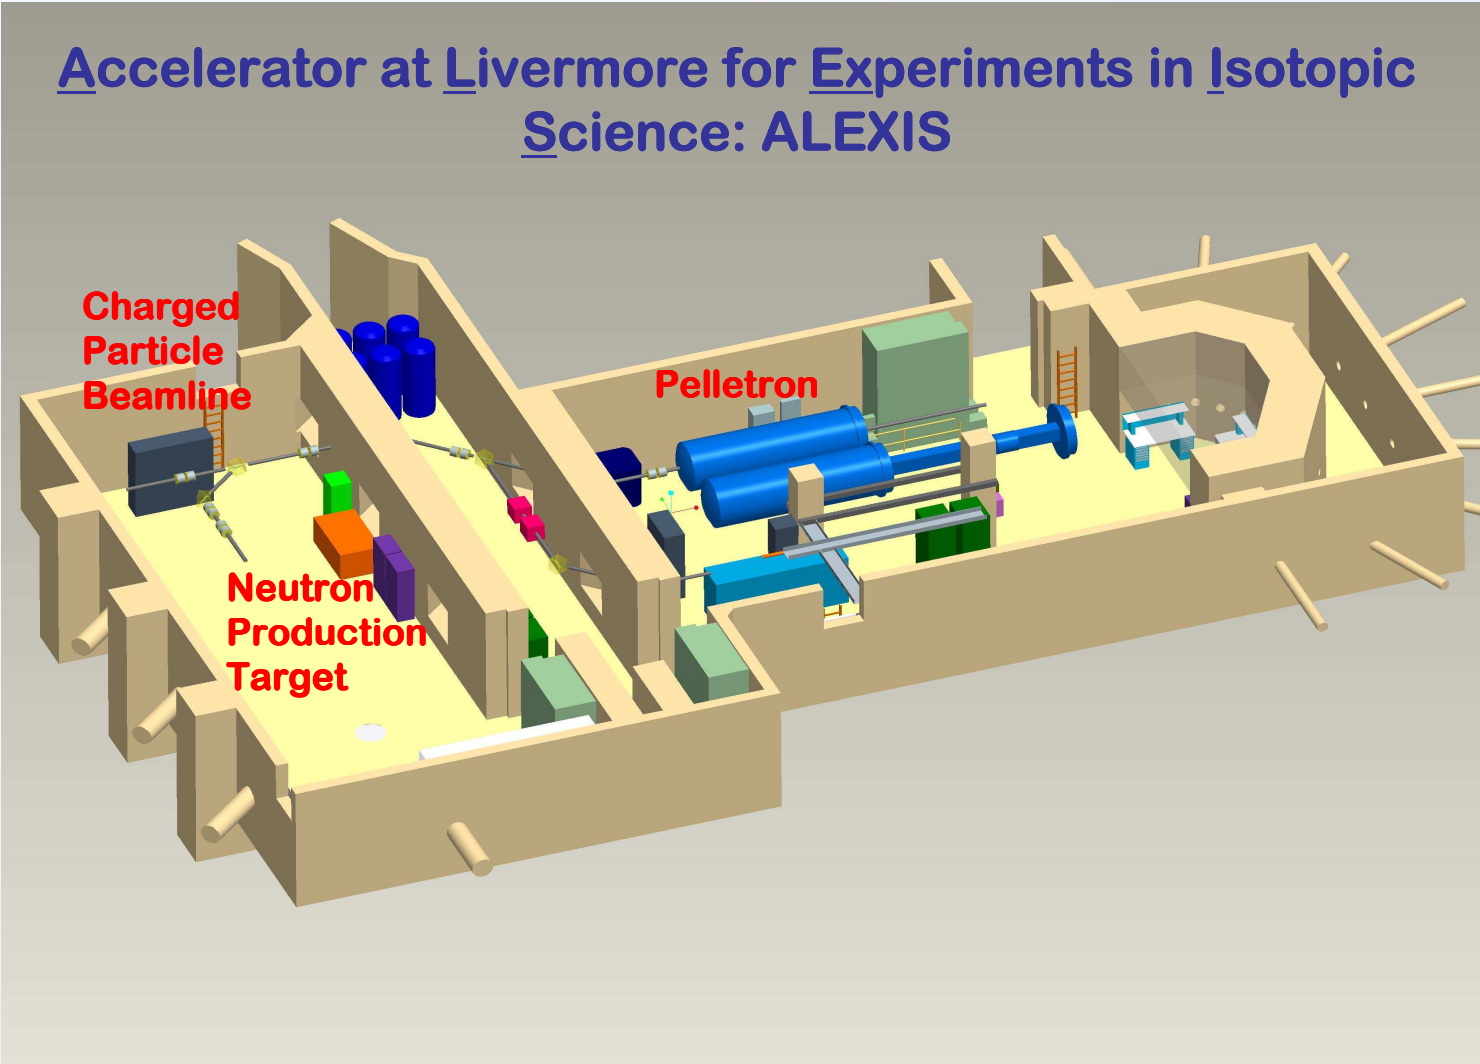 Accelerator at Livermore for Experiments in Isotopic
Science: ALEXIS
Charged
Particle
Beamline
Pelletron
Neutron
Production
Target